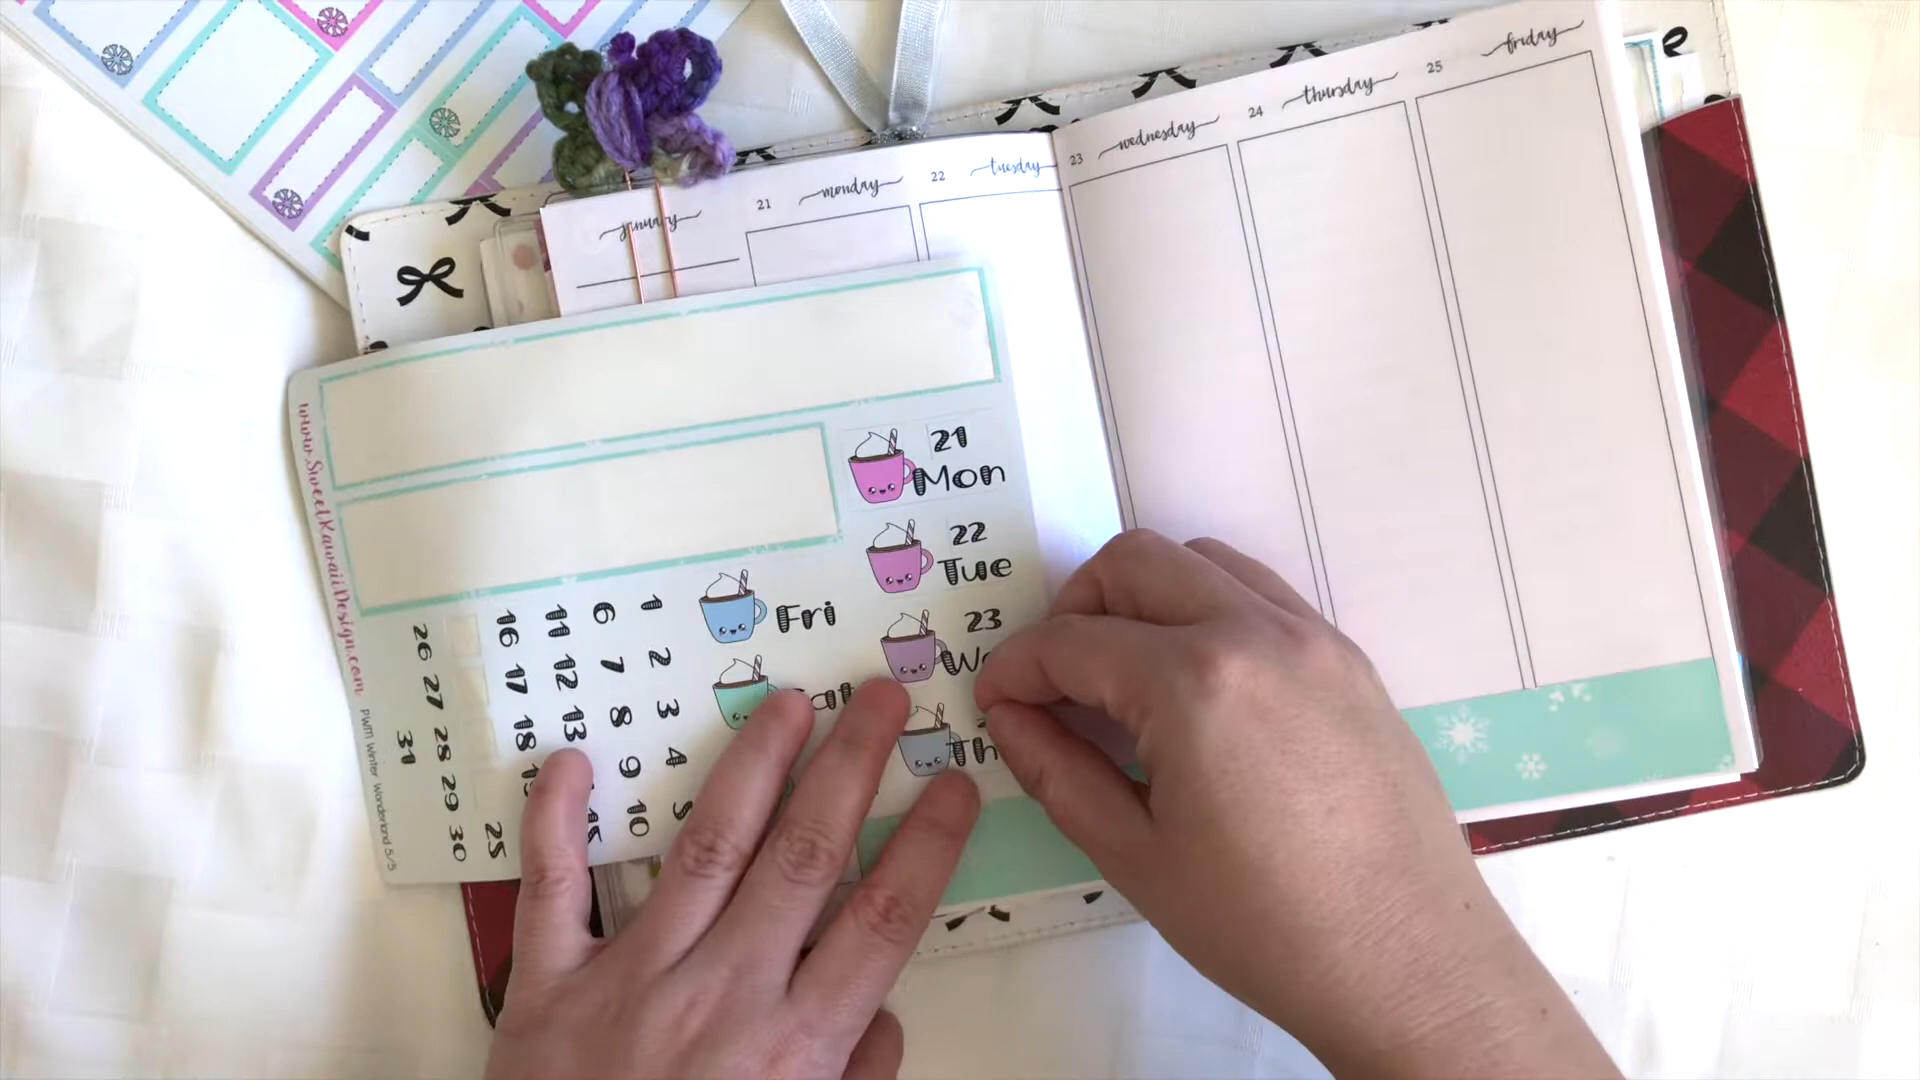 january
21 monday
22 tuesday
23 wednesday
24 thursday
25 friday
www.SweetKawaiiDesign.com
PWM Winter Wonderland 5/5
21
Mon
22
Tue
23
Fri
1
2
3
4
5
6
7
8
9
10
11
12
13
15
16
17
18
25
26
27
28
29
30
31